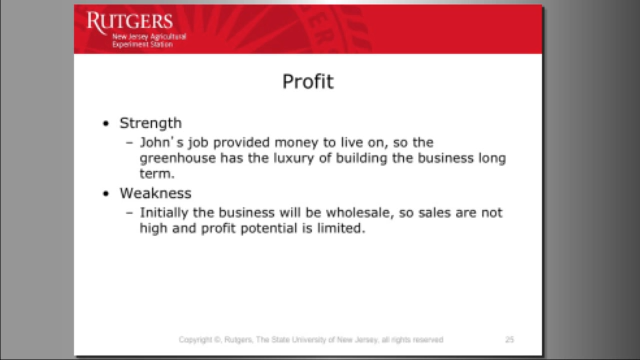 RUTGERS
New Jersey Agricultural
Experiment Station
Profit
• Strength
– John's job provided money to live on, so the
greenhouse has the luxury of building the business long
term.
• Weakness
– Initially the business will be wholesale, so sales are not
high and profit potential is limited.
Copyright ©, Rutgers, The State University of New Jersey, all rights reserved 25